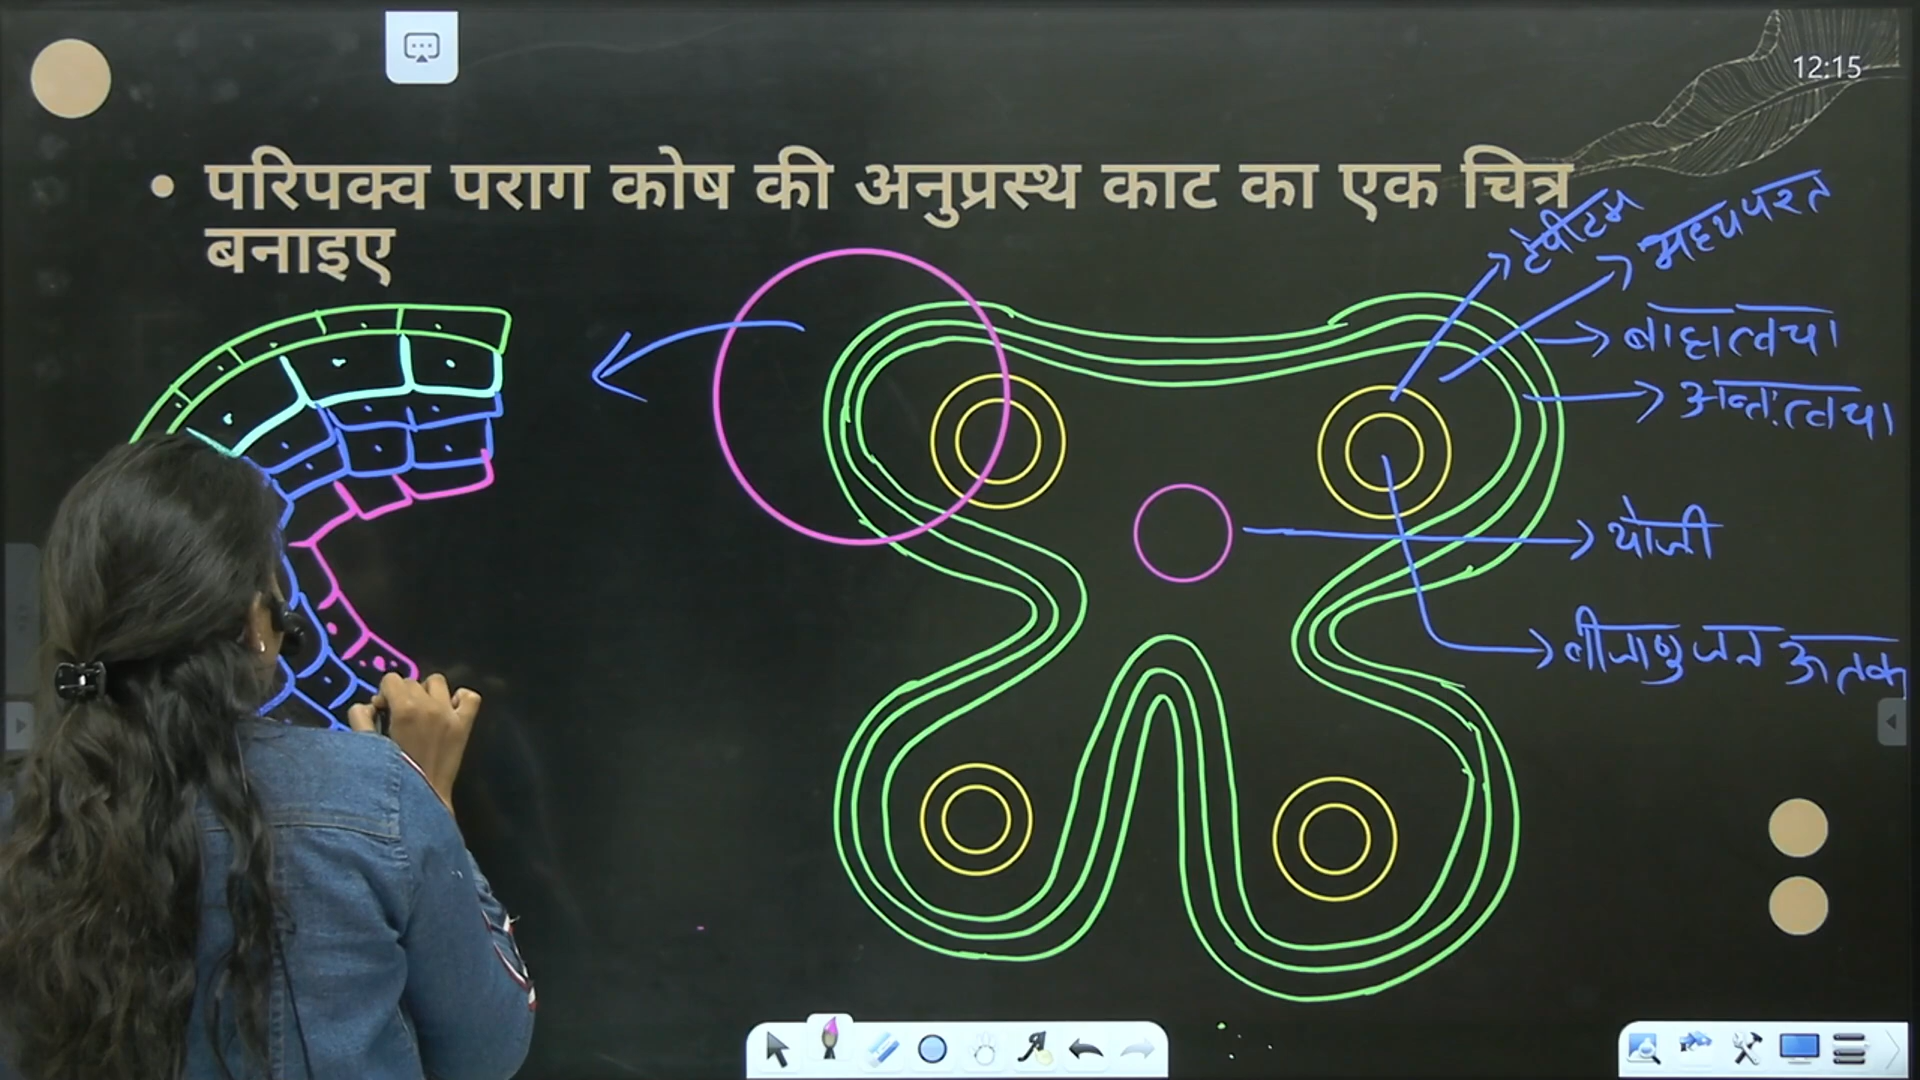 12:15
• परिपक्व पराग कोष की अनुप्रस्थ काट का एक चित्र
बनाइए
टेपीटम
मध्यपरत
बाह्यत्वचा
अन्तःत्वचा
योजी
बीजाणुजन ऊतक